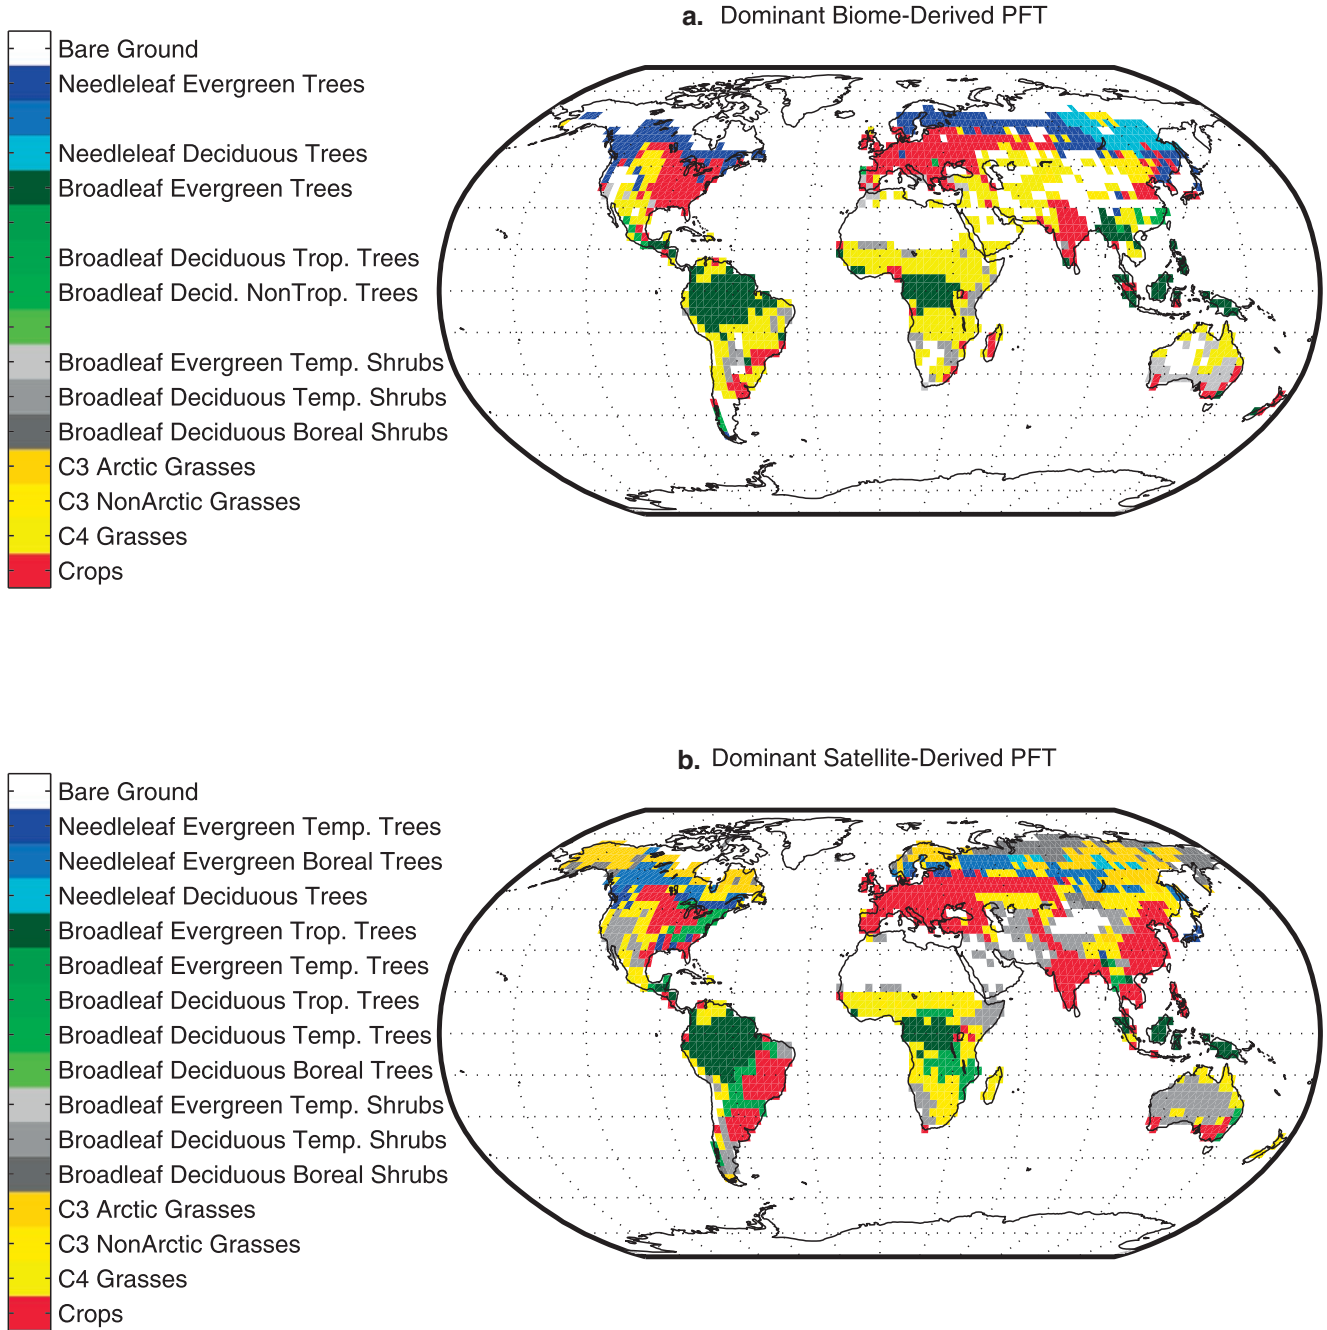 a. Dominant Biome-Derived PFT
Bare Ground
Needleleaf Evergreen Trees
Needleleaf Deciduous Trees
Broadleaf Evergreen Trees
Broadleaf Deciduous Trop. Trees
Broadleaf Decid. NonTrop. Trees
Broadleaf Evergreen Temp. Shrubs
Broadleaf Deciduous Temp. Shrubs
Broadleaf Deciduous Boreal Shrubs
C3 Arctic Grasses
C3 NonArctic Grasses
C4 Grasses
Crops
b. Dominant Satellite-Derived PFT
Bare Ground
Needleleaf Evergreen Temp. Trees
Needleleaf Evergreen Boreal Trees
Needleleaf Deciduous Trees
Broadleaf Evergreen Trop. Trees
Broadleaf Evergreen Temp. Trees
Broadleaf Deciduous Trop. Trees
Broadleaf Deciduous Temp. Trees
Broadleaf Deciduous Boreal Trees
Broadleaf Evergreen Temp. Shrubs
Broadleaf Deciduous Temp. Shrubs
Broadleaf Deciduous Boreal Shrubs
C3 Arctic Grasses
C3 NonArctic Grasses
C4 Grasses
Crops